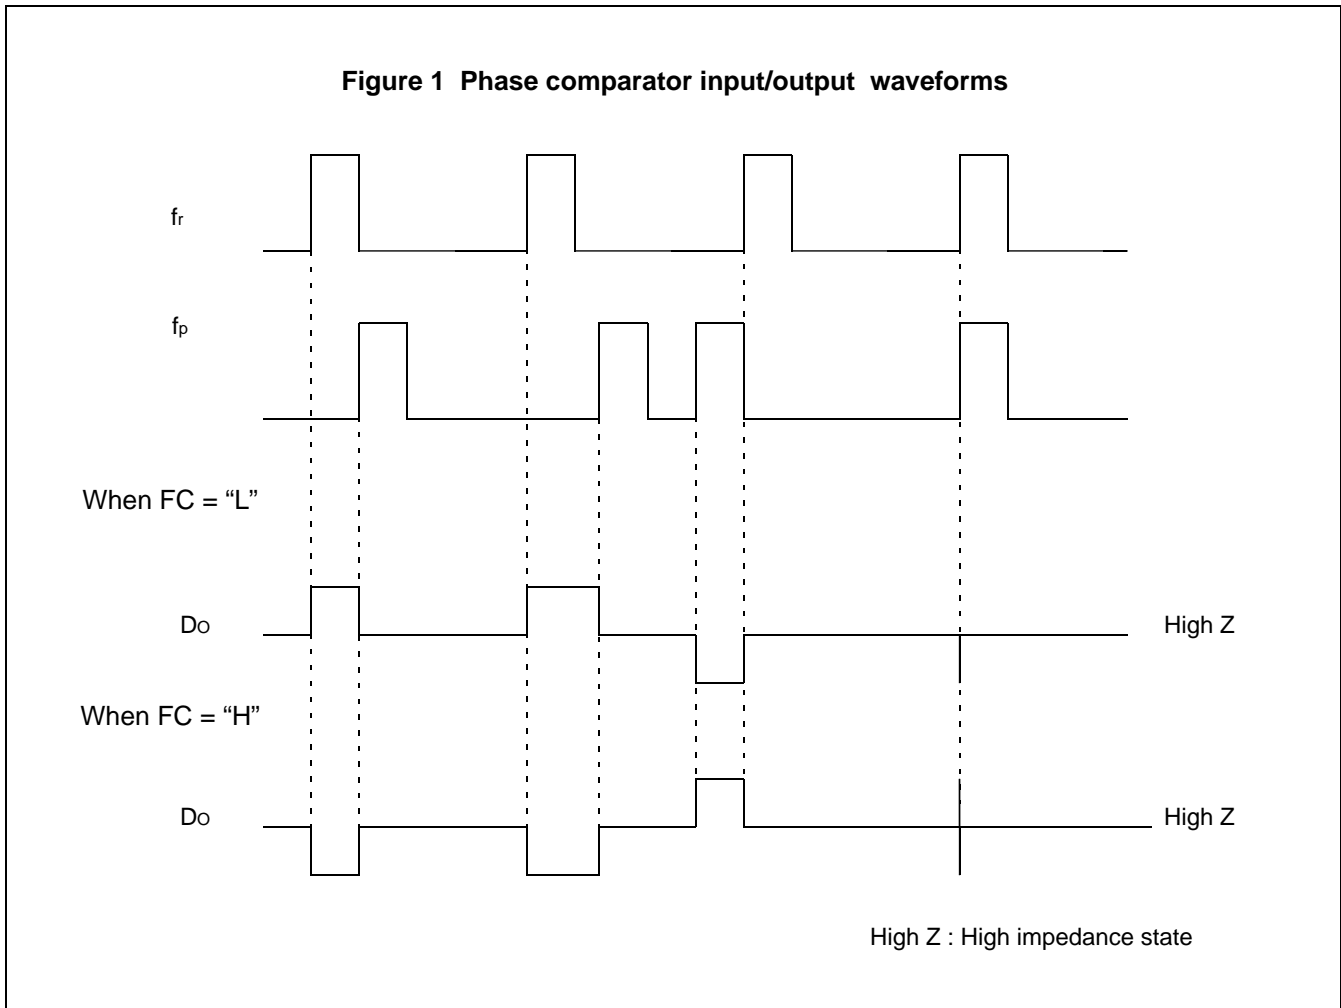 Figure 1 Phase comparator input/output waveforms
fr
fp
When FC = “L”
Do High Z
When FC = “H”
Do High Z
High Z : High impedance state